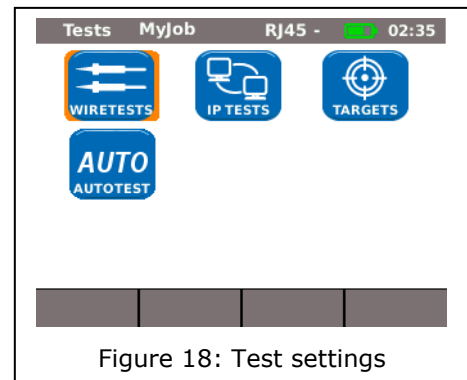 Tests MyJob RJ45 - 02:35
WIRETESTS IP TESTS TARGETS
AUTO
AUTOTEST
Figure 18: Test settings